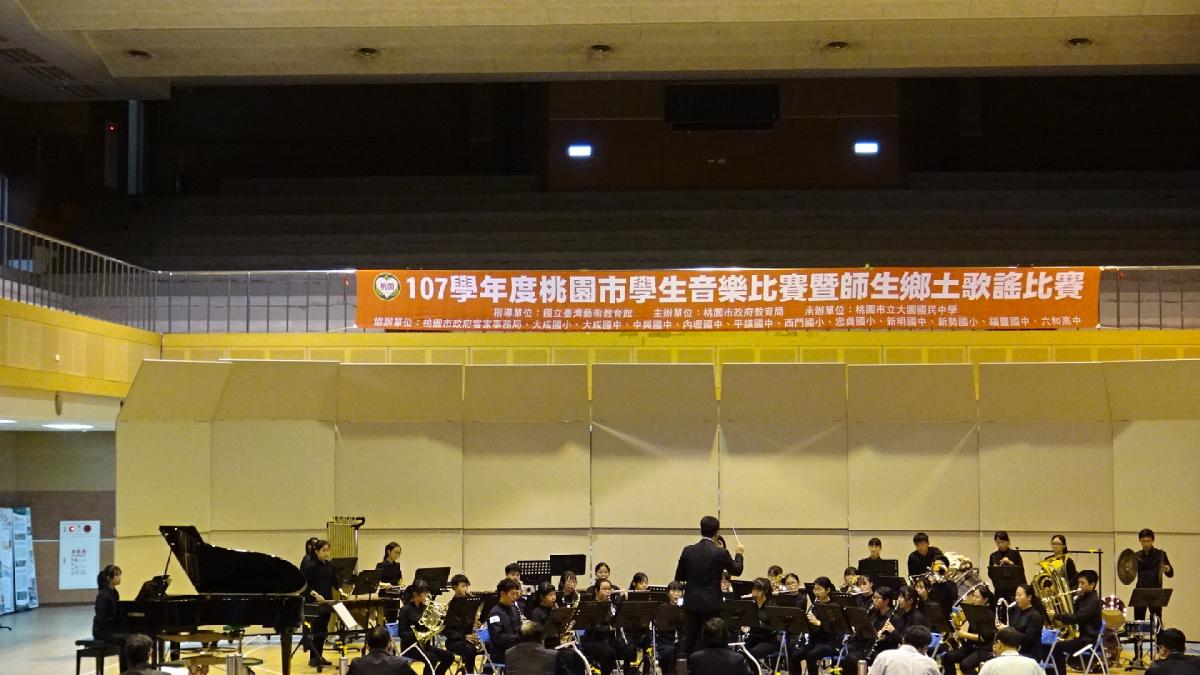 桃園
107學年度桃園市學生音樂比賽暨師生鄉土歌謠比賽
指導單位：國立臺灣藝術教育館 主辦單位：桃園市政府教育局 承辦單位：桃園市立大園國民中學
協辦單位：桃園市政府客家事務局、大成國小、大成國中、中興國中、內壢國中、平鎮國中、西門國小、忠貞國小、新明國中、新勢國小、福豐國中、六和高中